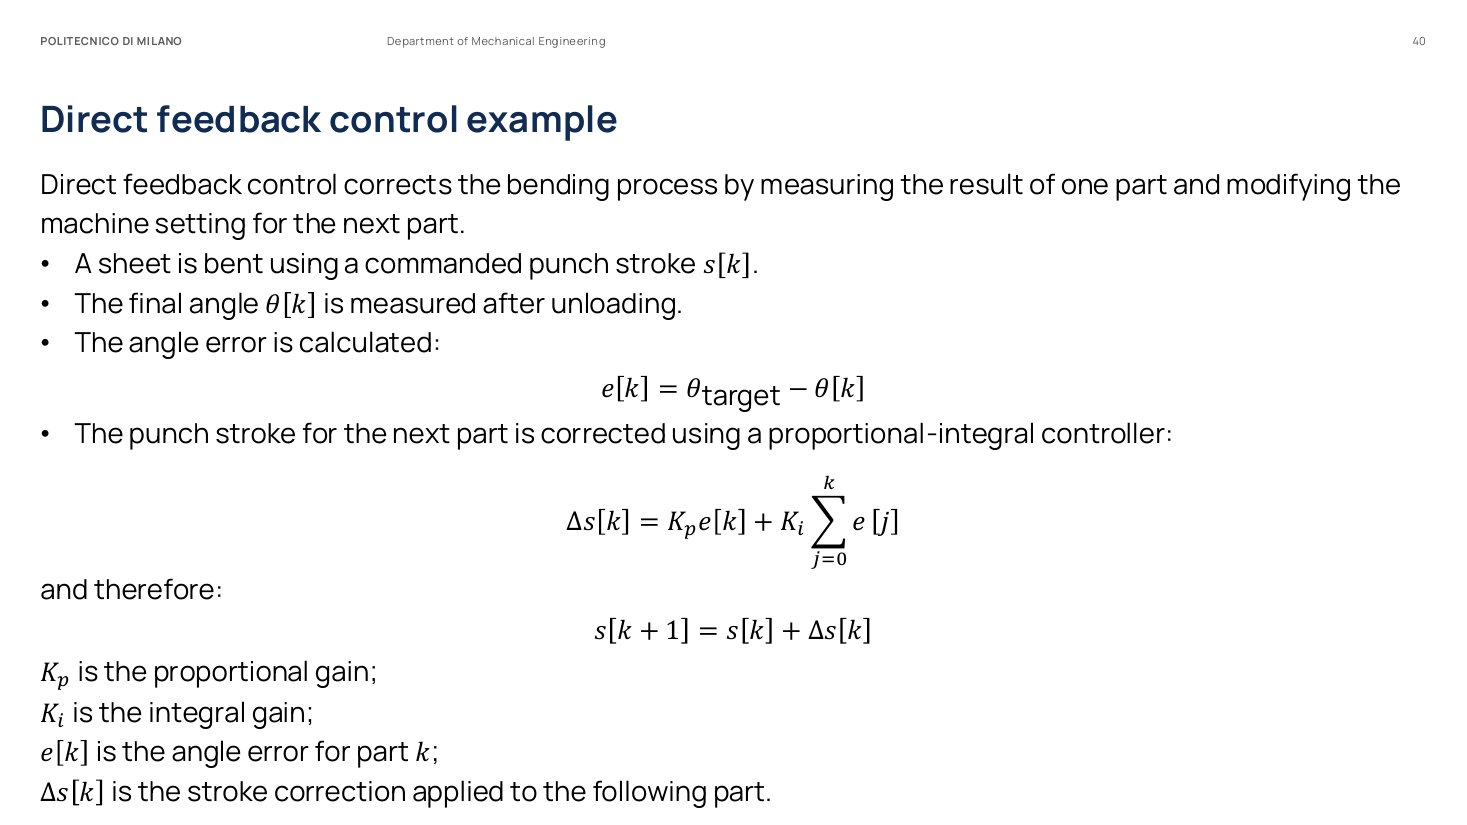 POLITECNICO DI MILANO Department of Mechanical Engineering 40
Direct feedback control example
Direct feedback control corrects the bending process by measuring the result of one part and modifying the
machine setting for the next part.
• A sheet is bent using a commanded punch stroke s[k].
• The final angle θ[k] is measured after unloading.
• The angle error is calculated:
e[k] = θ_target − θ[k]
• The punch stroke for the next part is corrected using a proportional-integral controller:
Δs[k] = K_p e[k] + K_i ∑_{j=0}^{k} e [j]
and therefore:
s[k + 1] = s[k] + Δs[k]
K_p is the proportional gain;
K_i is the integral gain;
e[k] is the angle error for part k;
Δs[k] is the stroke correction applied to the following part.